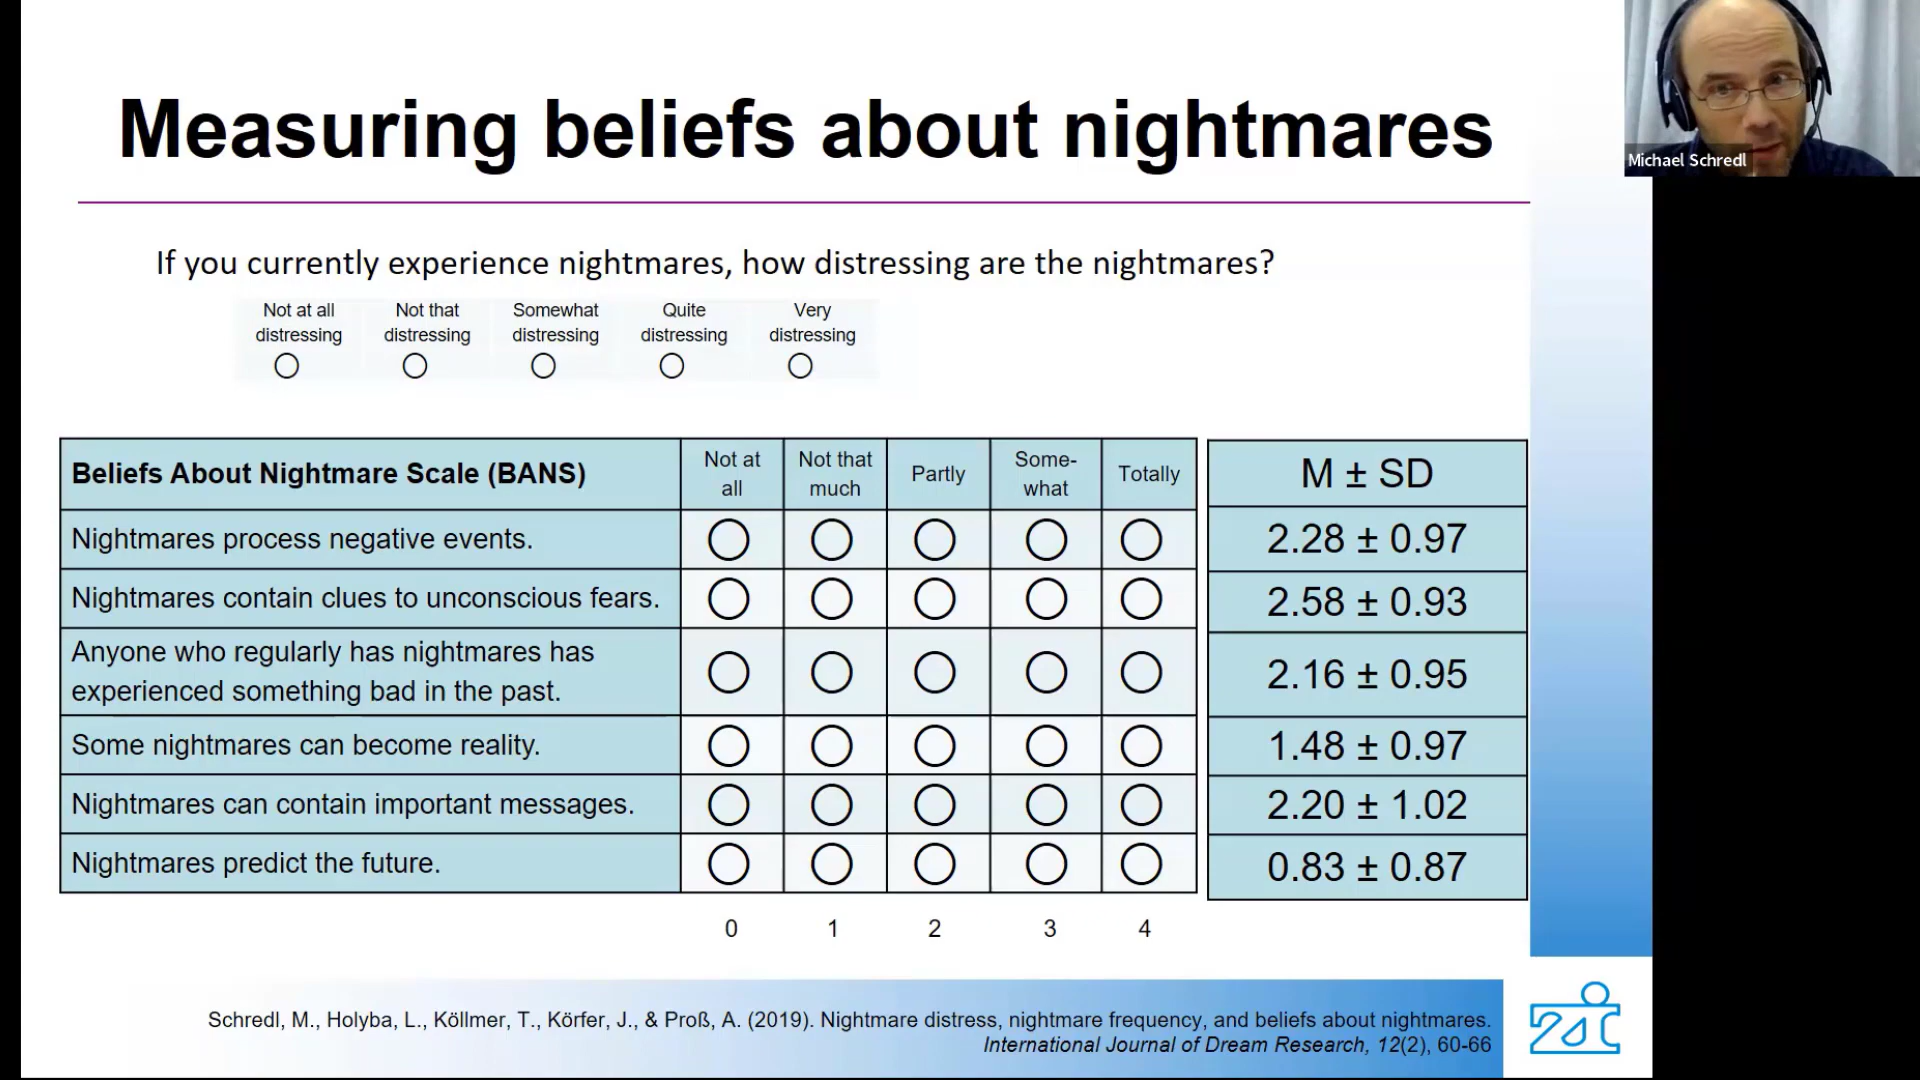 Measuring beliefs about nightmares
Michael Schredl
If you currently experience nightmares, how distressing are the nightmares?
Not at all Not that Somewhat Quite Very
distressing distressing distressing distressing distressing
Beliefs About Nightmare Scale (BANS) Not at all Not that much Partly Some-what Totally M ± SD
Nightmares process negative events. 2.28 ± 0.97
Nightmares contain clues to unconscious fears. 2.58 ± 0.93
Anyone who regularly has nightmares has
experienced something bad in the past. 2.16 ± 0.95
Some nightmares can become reality. 1.48 ± 0.97
Nightmares can contain important messages. 2.20 ± 1.02
Nightmares predict the future. 0.83 ± 0.87
0 1 2 3 4
Schredl, M., Holyba, L., Köllmer, T., Körfer, J., & Proß, A. (2019). Nightmare distress, nightmare frequency, and beliefs about nightmares.
International Journal of Dream Research, 12(2), 60-66
zi